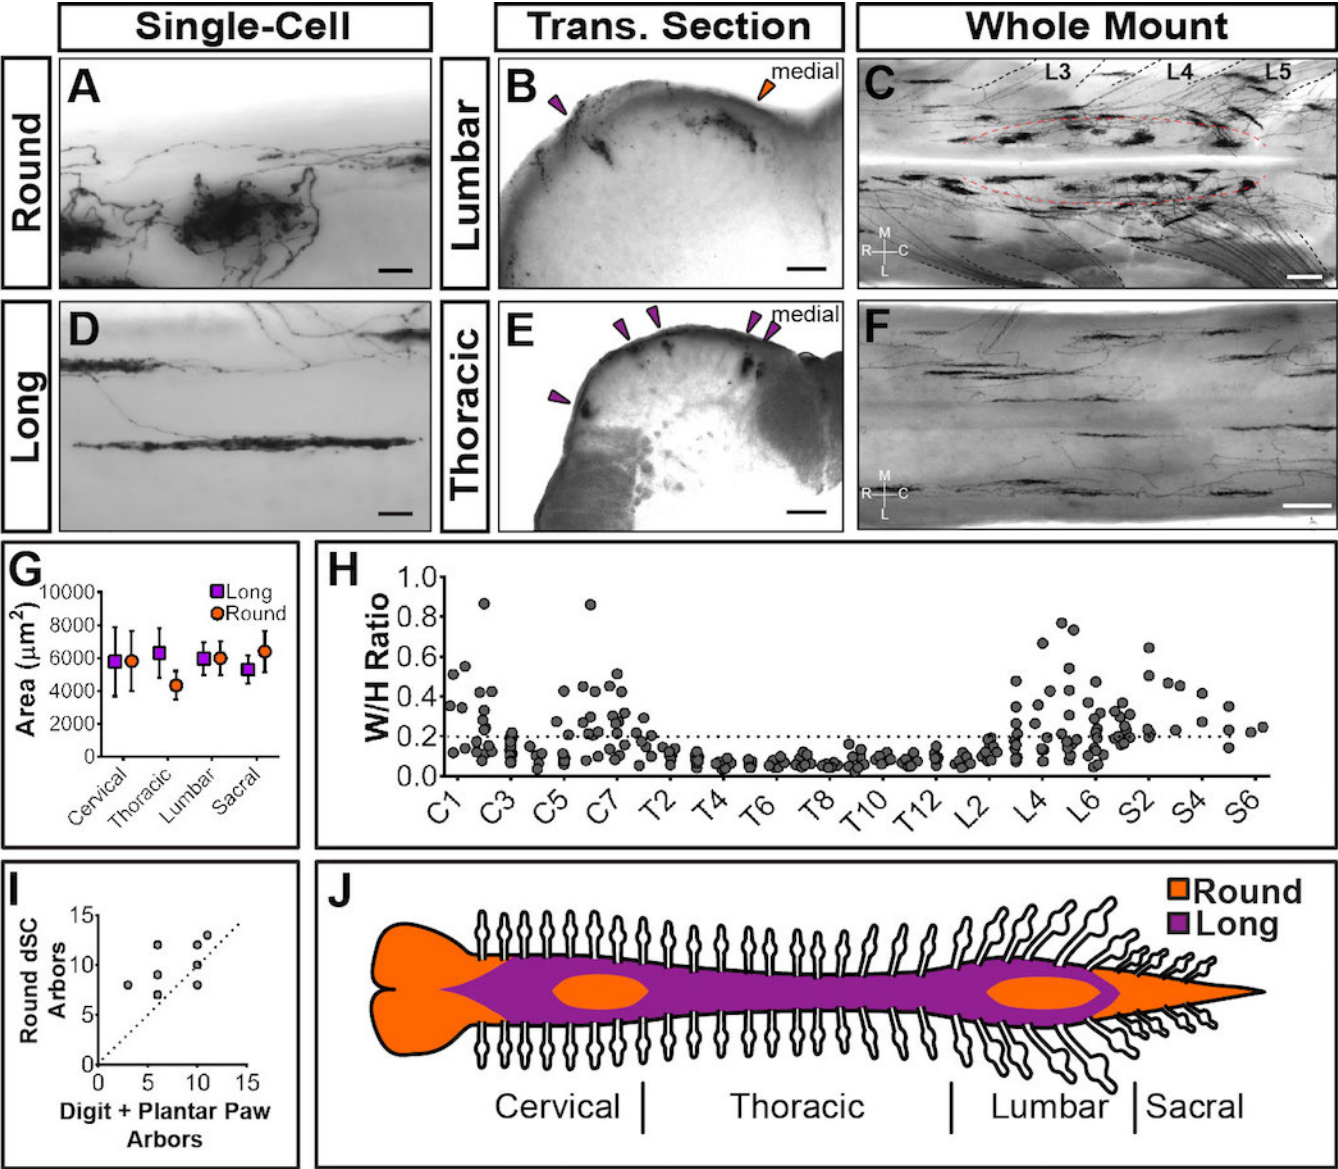 Single-Cell
Trans. Section
Whole Mount
Round
A
Lumbar
B
medial
C
L3
L4
L5
M
R
C
L
Long
D
Thoracic
E
medial
F
M
R
C
L
G
Area (μm²)
10000
8000
6000
4000
2000
0
Long
Round
Cervical
Thoracic
Lumbar
Sacral
H
W/H Ratio
1.0
0.8
0.6
0.4
0.2
0.0
C1
C3
C5
C7
T2
T4
T6
T8
T10
T12
L2
L4
L6
S2
S4
S6
I
Round dSC
Arbors
15
10
5
0
0
5
10
15
Digit + Plantar Paw
Arbors
J
Round
Long
Cervical
Thoracic
Lumbar
Sacral